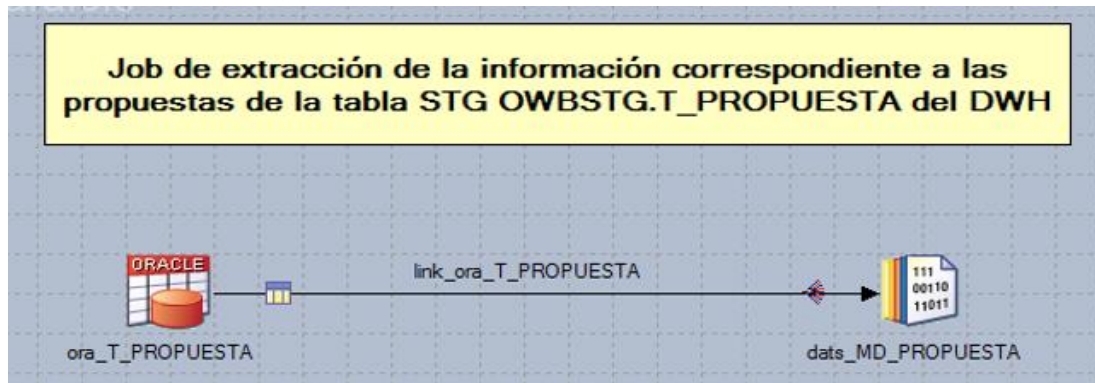 Job de extracción de la información correspondiente a las
propuestas de la tabla STG OWBSTG.T_PROPUESTA del DWH
ORACLE
link_ora_T_PROPUESTA
111
00110
11011
ora_T_PROPUESTA
dats_MD_PROPUESTA